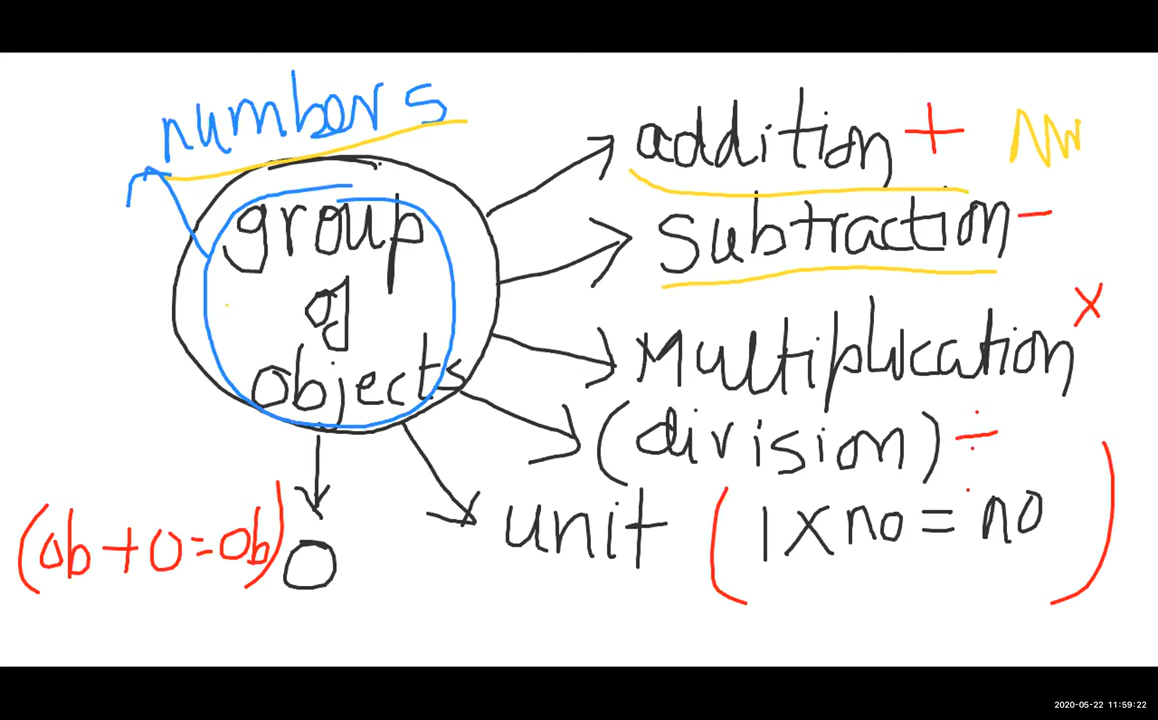 numbers
group
of
objects
addition +
subtraction -
Multiplication x
(division) ÷
unit (1 x no = no)
(ob + 0 = ob) 0
2020-05-22 11:59:22